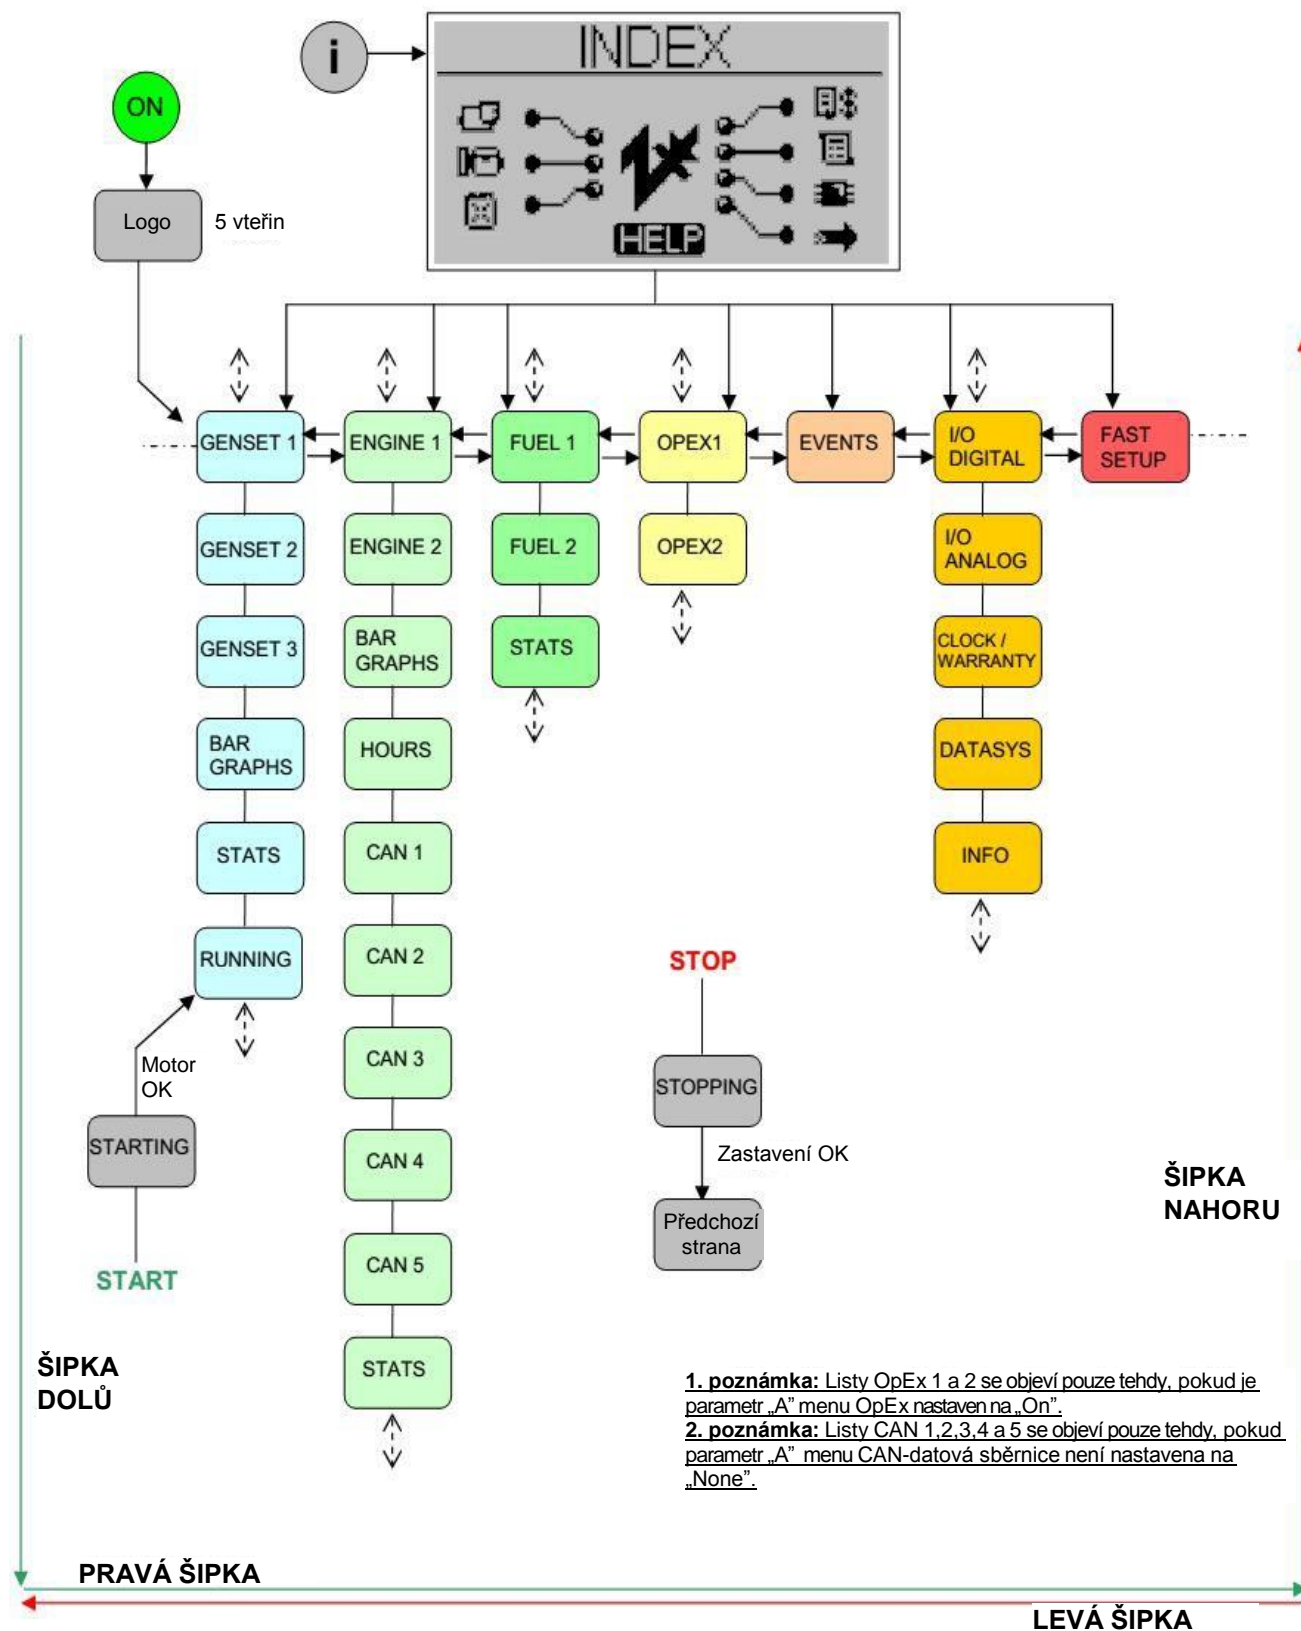 i
INDEX
HELP
ON
Logo
5 vteřin
GENSET 1
ENGINE 1
FUEL 1
OPEX1
EVENTS
I/O
DIGITAL
FAST
SETUP
GENSET 2
ENGINE 2
FUEL 2
OPEX2
I/O
ANALOG
GENSET 3
BAR
GRAPHS
STATS
CLOCK /
WARRANTY
BAR
GRAPHS
HOURS
DATASYS
STATS
CAN 1
INFO
RUNNING
CAN 2
STOP
Motor
OK
CAN 3
STOPPING
STARTING
CAN 4
Zastavení OK
ŠIPKA
NAHORU
Předchozí
strana
START
CAN 5
ŠIPKA
DOLŮ
STATS
1. poznámka: Listy OpEx 1 a 2 se objeví pouze tehdy, pokud je
parametr „A” menu OpEx nastaven na „On”.
2. poznámka: Listy CAN 1,2,3,4 a 5 se objeví pouze tehdy, pokud
parametr „A” menu CAN-datová sběrnice není nastavena na
„None”.
PRAVÁ ŠIPKA
LEVÁ ŠIPKA